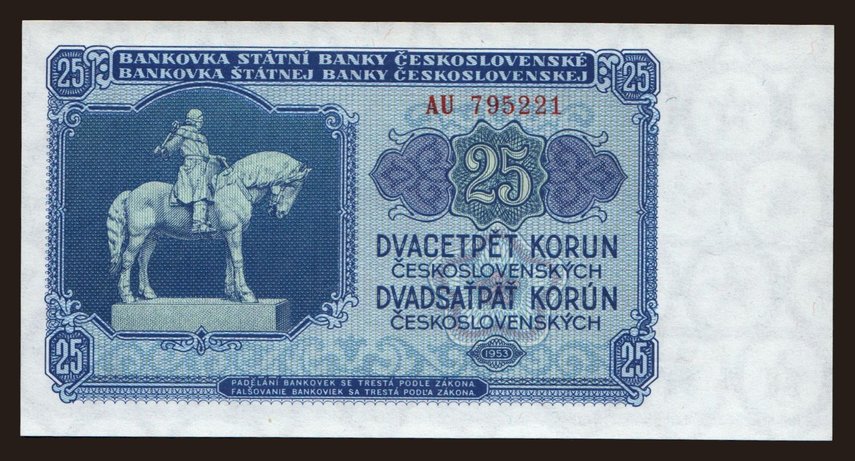 25
BANKOVKA STÁTNÍ BANKY ČESKOSLOVENSKÉ
BANKOVKA ŠTÁTNEJ BANKY ČESKOSLOVENSKEJ
25
AU 795221
25
DVACETPĚT KORUN
ČESKOSLOVENSKÝCH
DVADSAŤPÄŤ KORÚN
ČESKOSLOVENSKÝCH
1953
25
PADĚLÁNÍ BANKOVEK SE TRESTÁ PODLE ZÁKONA.
FALŠOVANIE BANKOVIEK SA TRESTÁ PODĽA ZÁKONA.
25